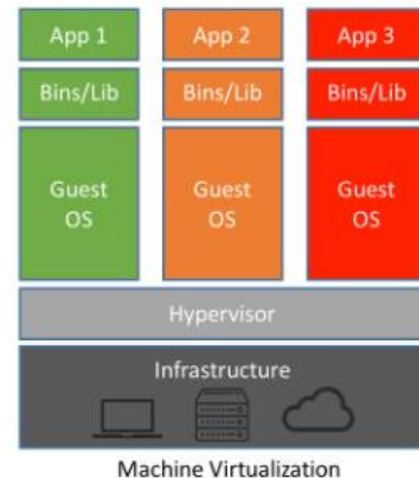 App 1 App 2 App 3
Bins/Lib Bins/Lib Bins/Lib
Guest OS Guest OS Guest OS
Hypervisor
Infrastructure
Machine Virtualization